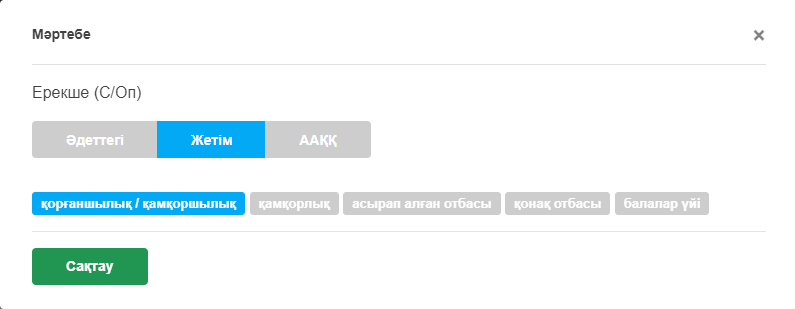 Мәртебе ×
Ерекше (С/Оп)
Әдеттегі Жетім ААҚҚ
қорғаншылық / қамқоршылық қамқорлық асырап алған отбасы қонақ отбасы балалар үйі
Сақтау